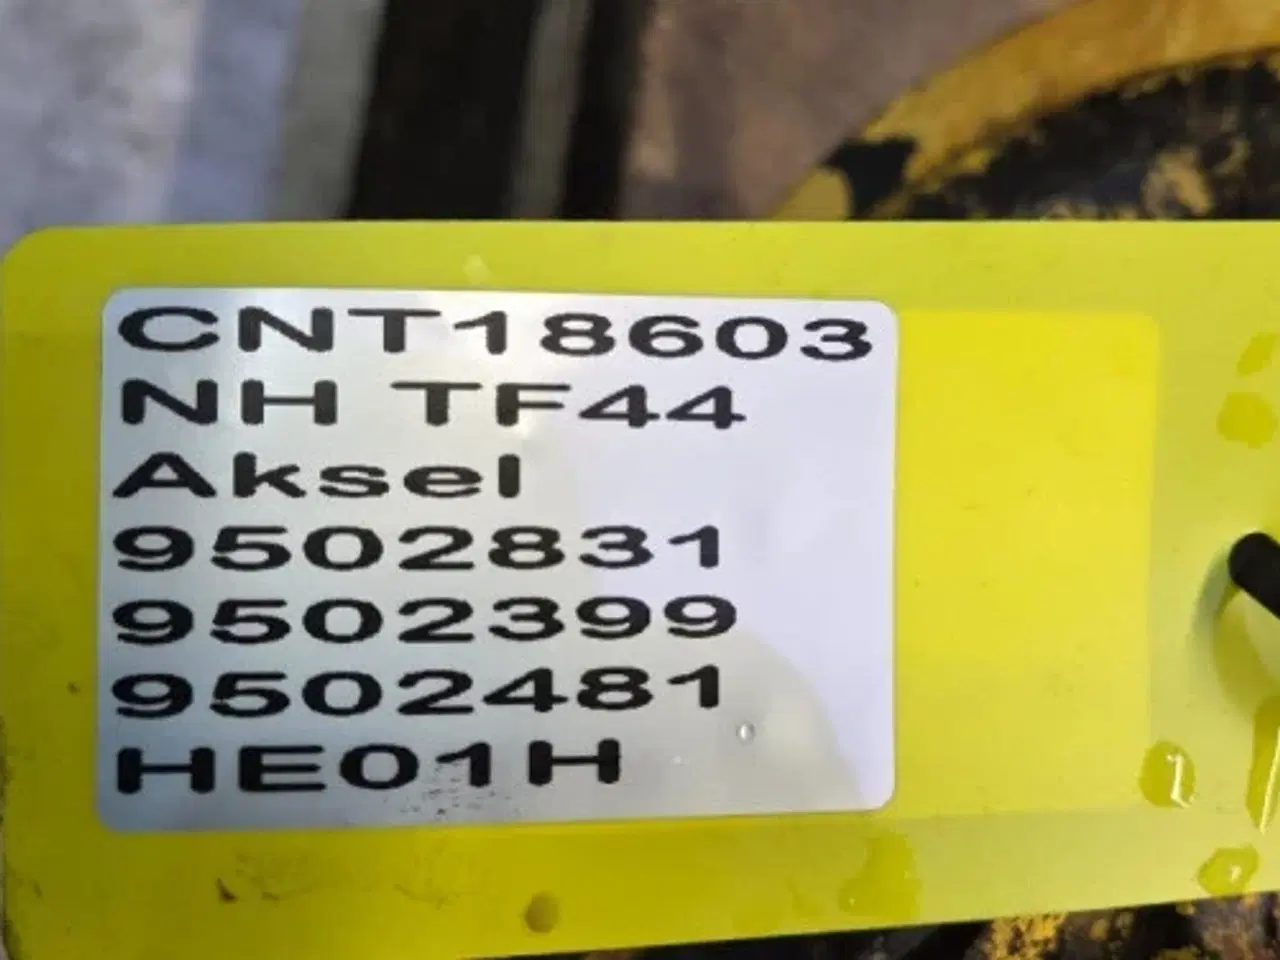 CNT18603
NH TF44
Aksel
9502831
9502399
9502481
HE01H